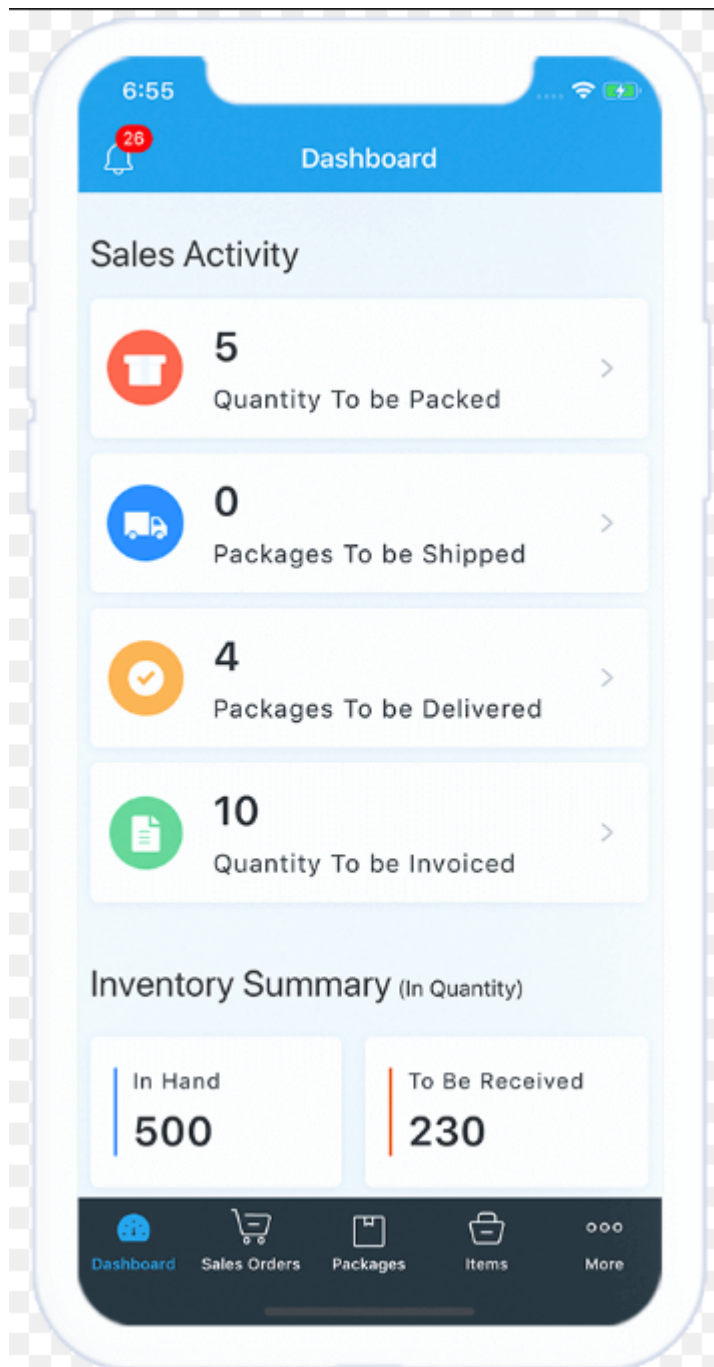 6:55
26
Dashboard
Sales Activity
5
Quantity To be Packed
0
Packages To be Shipped
4
Packages To be Delivered
10
Quantity To be Invoiced
Inventory Summary (In Quantity)
In Hand To Be Received
500 230
Dashboard Sales Orders Packages Items More